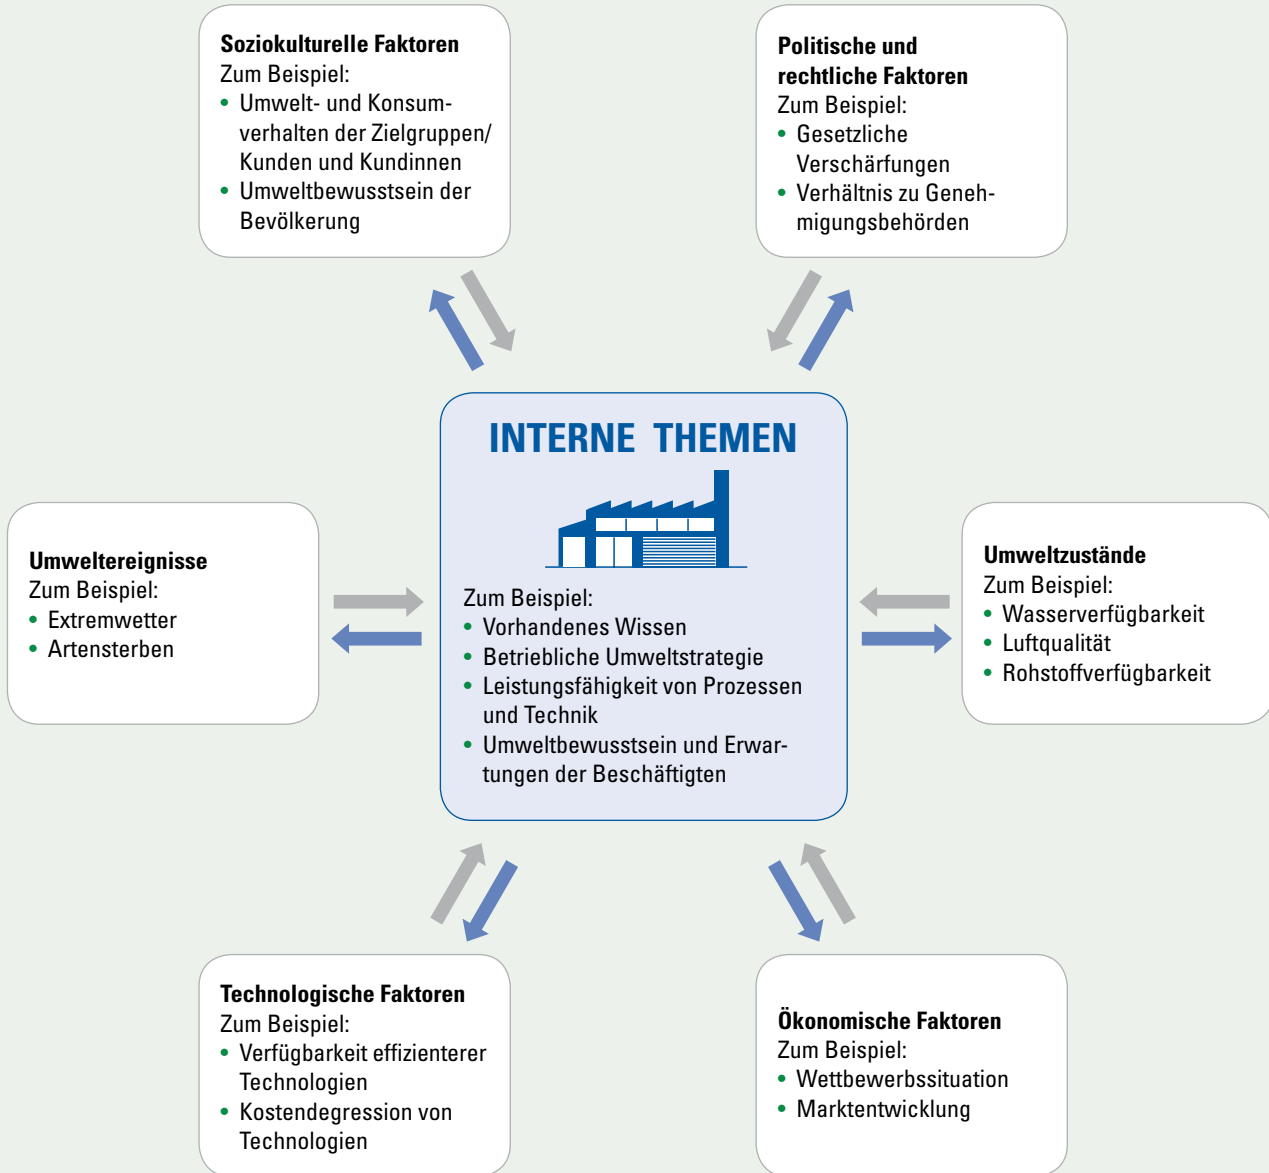 Soziokulturelle Faktoren
Zum Beispiel:
• Umwelt- und Konsum-
verhalten der Zielgruppen/
Kunden und Kundinnen
• Umweltbewusstsein der
Bevölkerung
Politische und
rechtliche Faktoren
Zum Beispiel:
• Gesetzliche
Verschärfungen
• Verhältnis zu Geneh-
migungsbehörden
Umweltereignisse
Zum Beispiel:
• Extremwetter
• Artensterben
INTERNE THEMEN
Zum Beispiel:
• Vorhandenes Wissen
• Betriebliche Umweltstrategie
• Leistungsfähigkeit von Prozessen
und Technik
• Umweltbewusstsein und Erwar-
tungen der Beschäftigten
Umweltzustände
Zum Beispiel:
• Wasserverfügbarkeit
• Luftqualität
• Rohstoffverfügbarkeit
Technologische Faktoren
Zum Beispiel:
• Verfügbarkeit effizienterer
Technologien
• Kostendegression von
Technologien
Ökonomische Faktoren
Zum Beispiel:
• Wettbewerbssituation
• Marktentwicklung